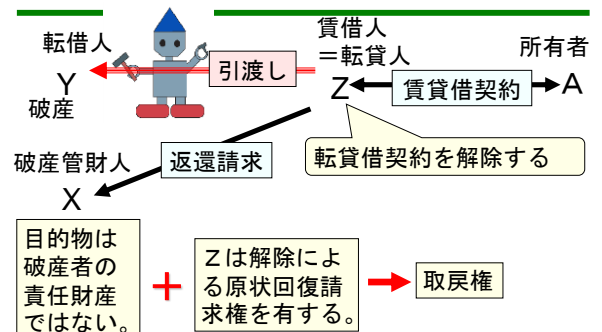 転借人
Y
破産
引渡し
賃借人
＝転貸人
Z
賃貸借契約
所有者
A
転貸借契約を解除する
破産管財人
X
返還請求
目的物は
破産者の
責任財産
ではない。
＋
Ｚは解除によ
る原状回復請
求権を有する。
取戻権